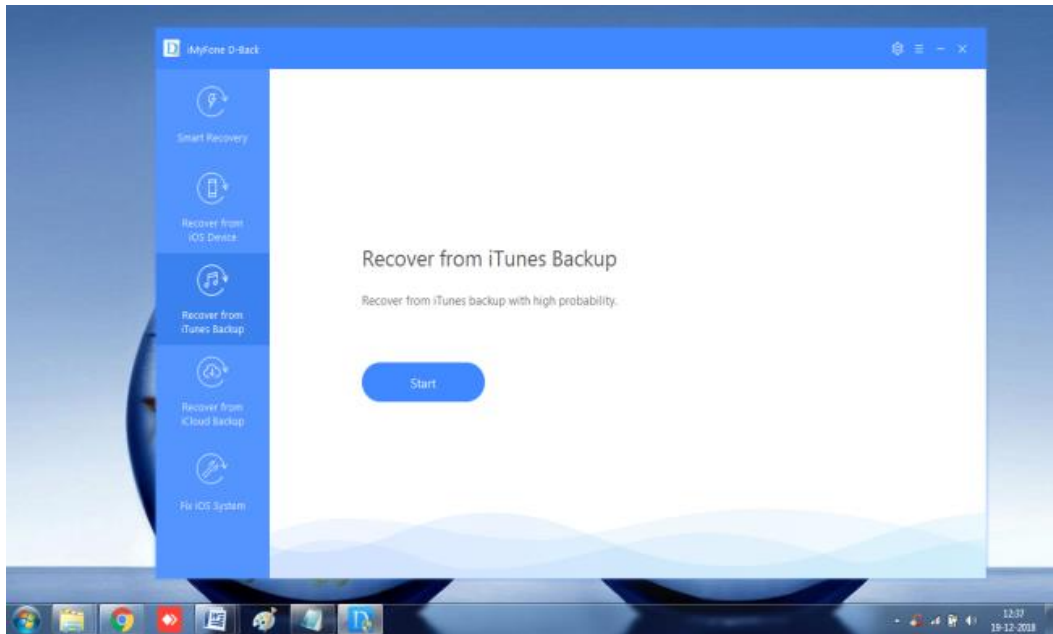 iMyFone D-Back
Smart Recovery
Recover from
iOS Device
Recover from
iTunes Backup
Recover from
iCloud Backup
Fix iOS System
Recover from iTunes Backup
Recover from iTunes backup with high probability.
Start
12:37
19-12-2018